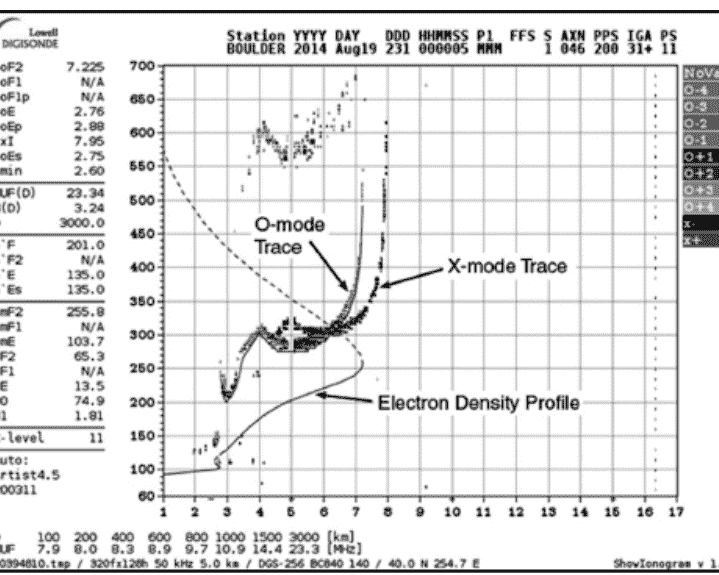 Lowell
DIGISONDE
Station YYYY DAY DDD HHMMSS P1 FFS S AXN PPS IGA PS
BOULDER 2014 Aug19 231 000005 MMM 1 046 200 31+ 11
oF2 7.225
oF1 N/A
oF1p N/A
oE 2.76
oEp 2.88
xI 7.95
oEs 2.75
min 2.60
UF(D) 23.34
(D) 3.24
3000.0
`F 201.0
`F2 N/A
`E 135.0
`Es 135.0
mF2 255.8
mF1 N/A
mE 103.7
F2 65.3
F1 N/A
E 13.5
0 74.9
1 1.81
-level 11
uto:
rtist4.5
00311
700
650
600
550
500
450
400
350
300
250
200
150
100
60
O-mode
Trace
X-mode Trace
Electron Density Profile
NoVa
O-4
O-3
O-2
O-1
O+1
O+2
O+3
O+4
X-
X+
1 2 3 4 5 6 7 8 9 10 11 12 13 14 15 16 17
100 200 400 600 800 1000 1500 3000 [km]
UF 7.9 8.0 8.3 8.9 9.7 10.9 14.4 23.3 [MHz]
0394810.tmp / 320fx128h 50 kHz 5.0 km / DGS-256 BC840 140 / 40.0 N 254.7 E
ShowIonogram v 1